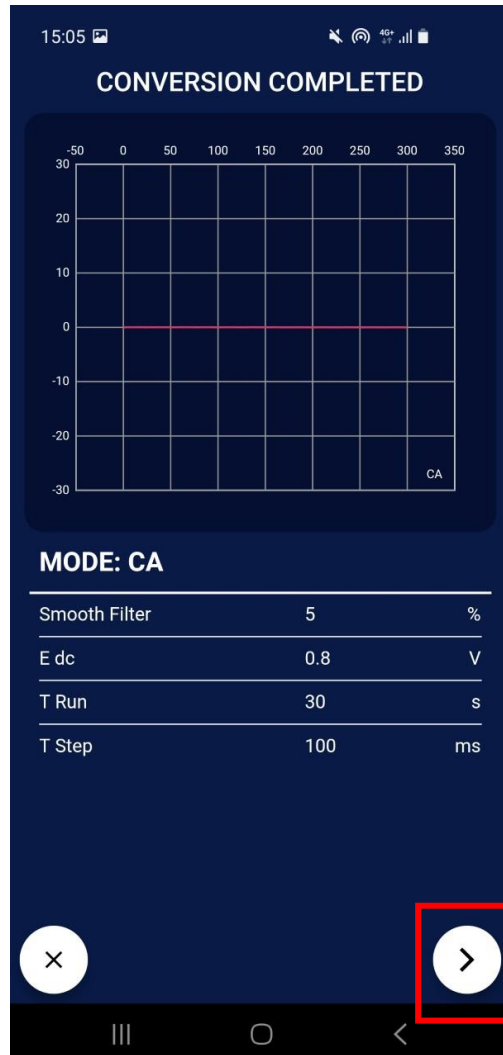 15:05 4G+
CONVERSION COMPLETED
-50 0 50 100 150 200 250 300 350
30
20
10
0
-10
-20
-30
CA
MODE: CA
Smooth Filter 5 %
E dc 0.8 V
T Run 30 s
T Step 100 ms